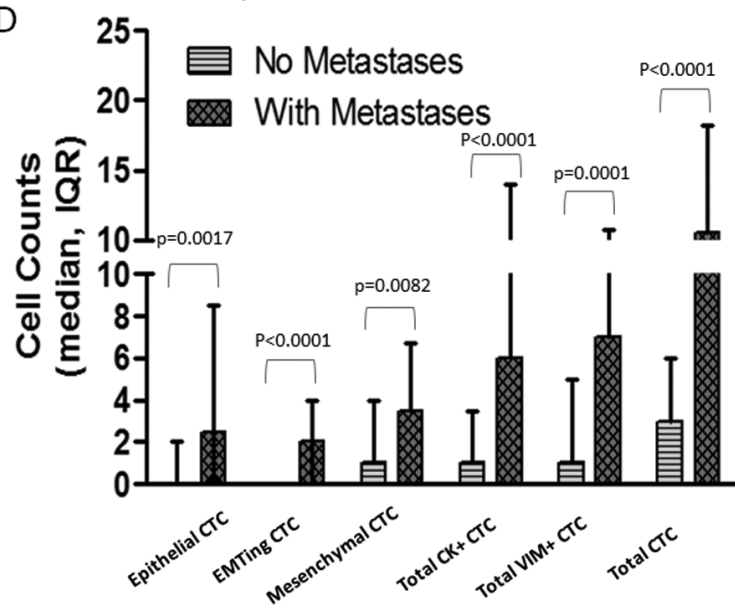 D
25
20
15
10
10
8
6
4
2
0
Cell Counts
(median, IQR)
No Metastases
With Metastases
p=0.0017
P<0.0001
p=0.0082
P<0.0001
p=0.0001
P<0.0001
Epithelial CTC
EMTing CTC
Mesenchymal CTC
Total CK+ CTC
Total VIM+ CTC
Total CTC